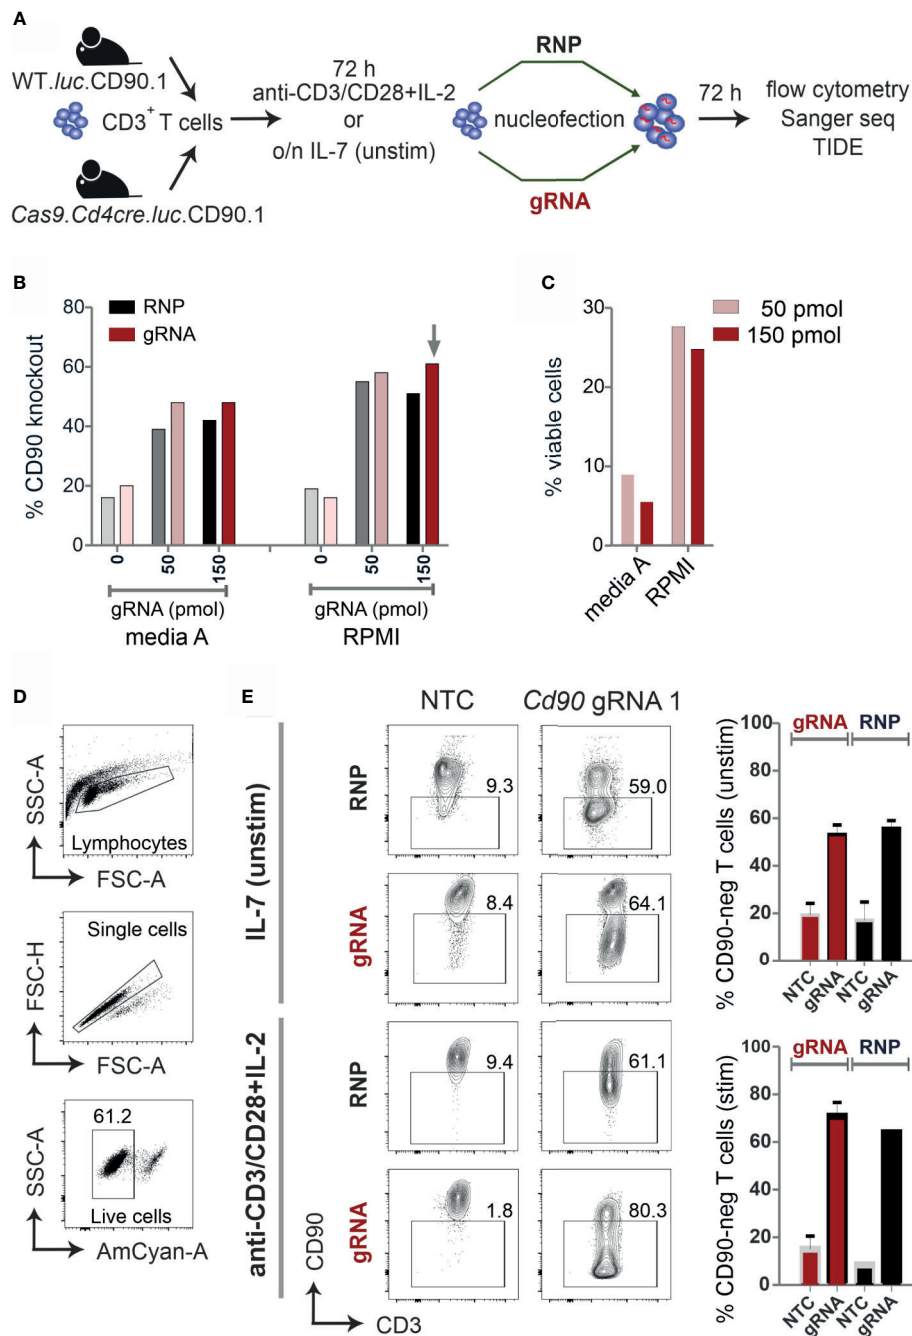 A
WT.luc.CD90.1
CD3+ T cells
Cas9.Cd4cre.luc.CD90.1
72 h
anti-CD3/CD28+IL-2
or
o/n IL-7 (unstim)
RNP
nucleofection
gRNA
72 h
flow cytometry
Sanger seq
TIDE
B
% CD90 knockout
80
60
40
20
0
RNP
gRNA
0
50
150
0
50
150
gRNA (pmol)
gRNA (pmol)
media A
RPMI
C
% viable cells
30
20
10
0
50 pmol
150 pmol
media A
RPMI
D
SSC-A
Lymphocytes
FSC-A
FSC-H
Single cells
FSC-A
SSC-A
61.2
Live cells
AmCyan-A
E
NTC
Cd90 gRNA 1
IL-7 (unstim)
RNP
9.3
59.0
gRNA
8.4
64.1
anti-CD3/CD28+IL-2
RNP
9.4
61.1
gRNA
1.8
80.3
CD90
CD3
% CD90-neg T cells (unstim)
100
80
60
40
20
0
gRNA
RNP
NTC
gRNA
NTC
gRNA
% CD90-neg T cells (stim)
100
80
60
40
20
0
gRNA
RNP
NTC
gRNA
NTC
gRNA